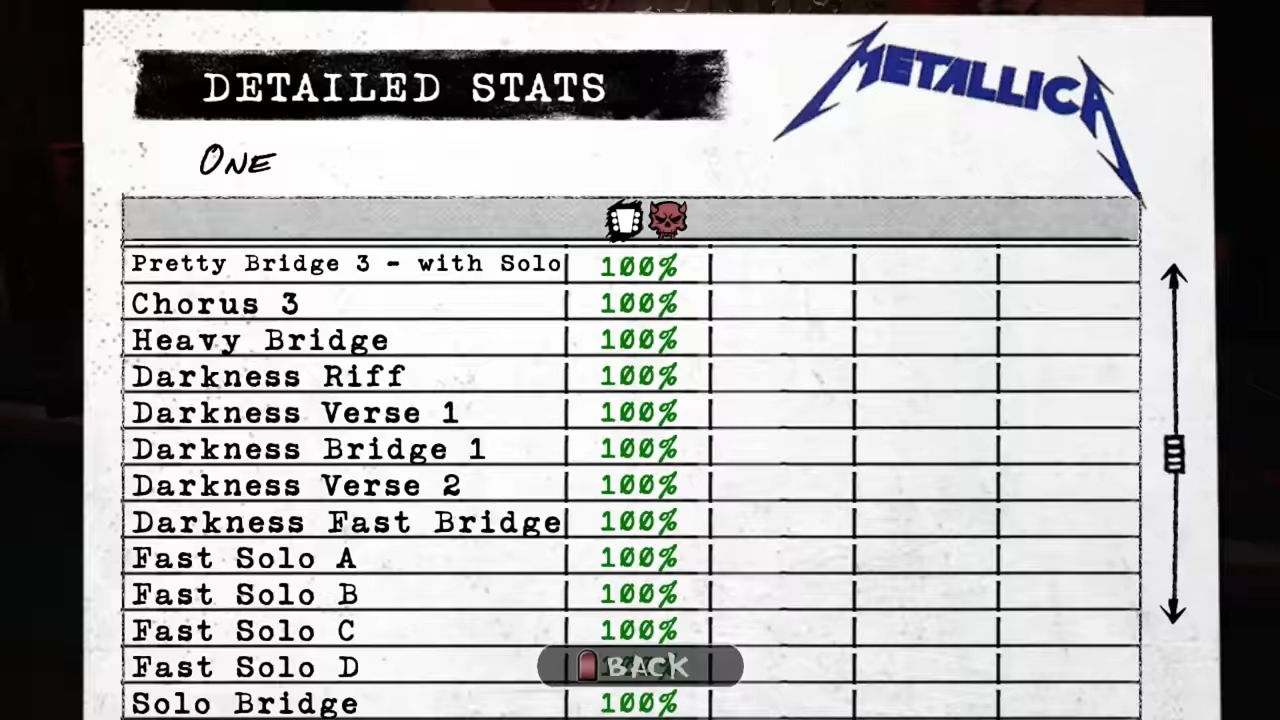 DETAILED STATS
METALLICA
One
Pretty Bridge 3 - with Solo 100%
Chorus 3 100%
Heavy Bridge 100%
Darkness Riff 100%
Darkness Verse 1 100%
Darkness Bridge 1 100%
Darkness Verse 2 100%
Darkness Fast Bridge 100%
Fast Solo A 100%
Fast Solo B 100%
Fast Solo C 100%
Fast Solo D
BACK
Solo Bridge 100%